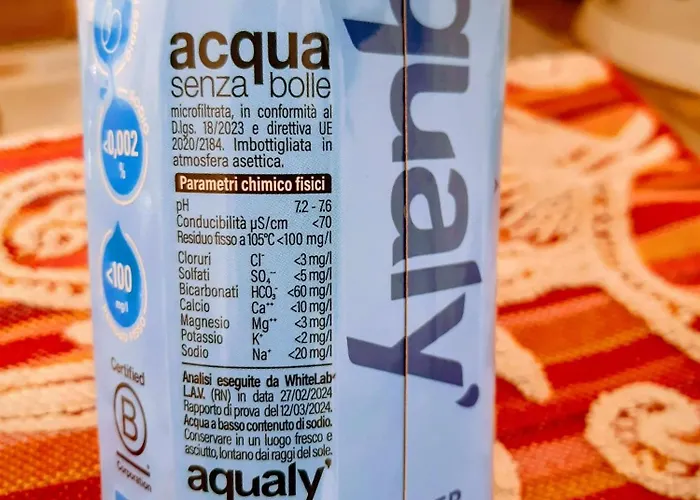 acqua
senza bolle
microfiltrata, in conformità al
D.lgs. 18/2023 e direttiva UE
2020/2184. Imbottigliata in
atmosfera asettica.
Parametri chimico fisici
pH 7.2 - 7.6
Conducibilità µS/cm <70
Residuo fisso a 105°C <100 mg/l
Cloruri Cl⁻ <3 mg/l
Solfati SO₄⁻⁻ <5 mg/l
Bicarbonati HCO₃⁻ <60 mg/l
Calcio Ca⁺⁺ <10 mg/l
Magnesio Mg⁺⁺ <3 mg/l
Potassio K⁺ <2 mg/l
Sodio Na⁺ <20 mg/l
Analisi eseguite da WhiteLab
L.A.V. (RN) in data 27/02/2024
Rapporto di prova del 12/03/2024.
Acqua a basso contenuto di sodio.
Conservare in un luogo fresco e
asciutto, lontano dai raggi del sole.
aqualy'
<0,002
%
<100
mg/l
Certified
B
Corporation
qualy'